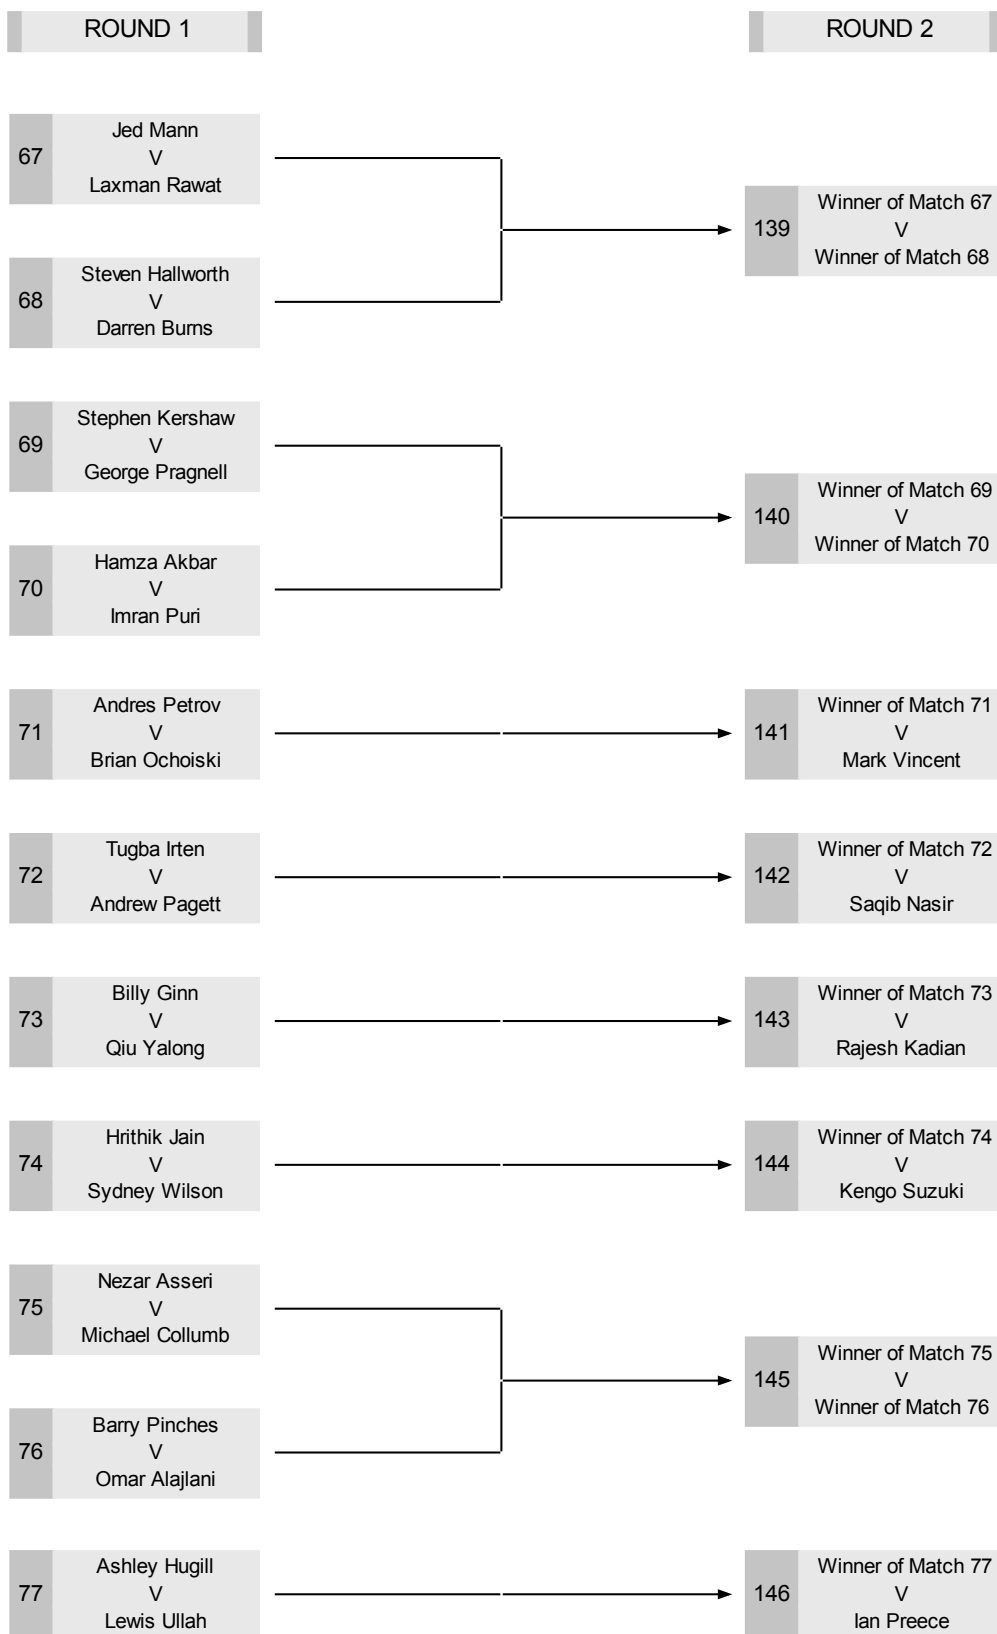 ROUND 1
ROUND 2
67
Jed Mann
V
Laxman Rawat
68
Steven Hallworth
V
Darren Burns
139
Winner of Match 67
V
Winner of Match 68
69
Stephen Kershaw
V
George Pragnell
70
Hamza Akbar
V
Imran Puri
140
Winner of Match 69
V
Winner of Match 70
71
Andres Petrov
V
Brian Ochoiski
141
Winner of Match 71
V
Mark Vincent
72
Tugba Irten
V
Andrew Pagett
142
Winner of Match 72
V
Saqib Nasir
73
Billy Ginn
V
Qiu Yalong
143
Winner of Match 73
V
Rajesh Kadian
74
Hrithik Jain
V
Sydney Wilson
144
Winner of Match 74
V
Kengo Suzuki
75
Nezar Asseri
V
Michael Collumb
76
Barry Pinches
V
Omar Alajlani
145
Winner of Match 75
V
Winner of Match 76
77
Ashley Hugill
V
Lewis Ullah
146
Winner of Match 77
V
Ian Preece